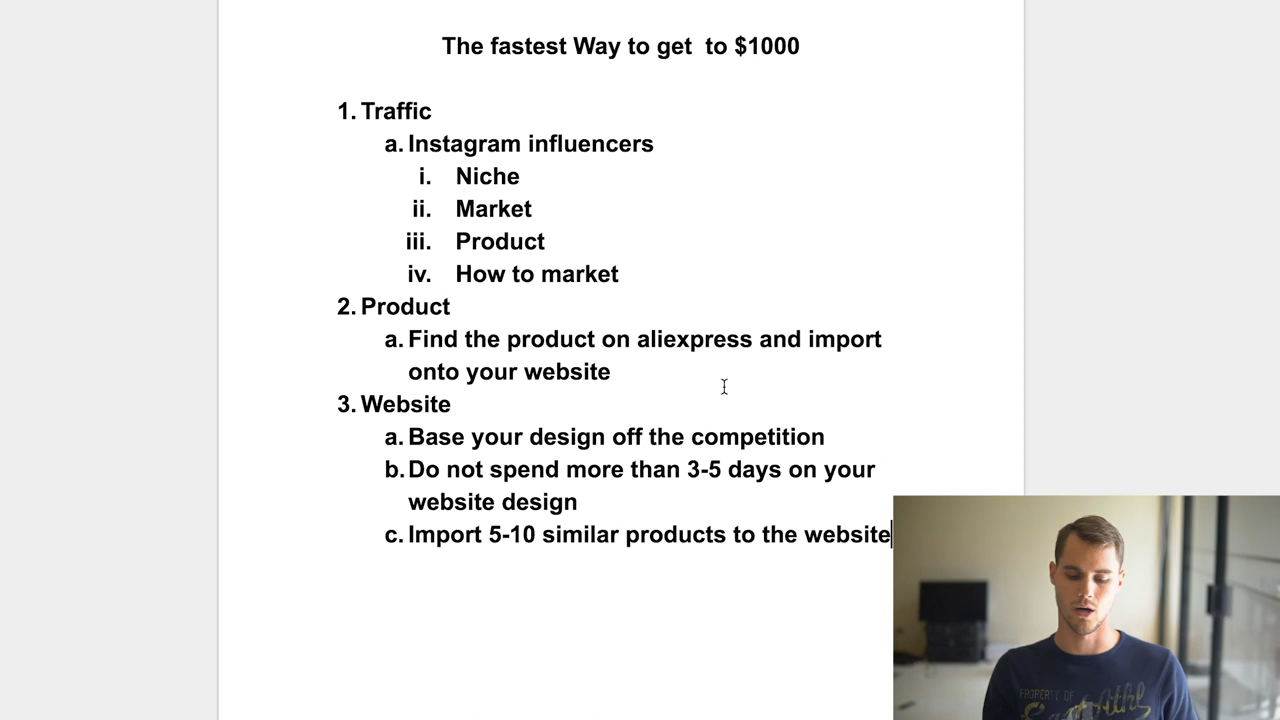 The fastest Way to get  to $1000
1. Traffic
a. Instagram influencers
i. Niche
ii. Market
iii. Product
iv. How to market
2. Product
a. Find the product on aliexpress and import
onto your website
3. Website
a. Base your design off the competition
b. Do not spend more than 3-5 days on your
website design
c. Import 5-10 similar products to the website
PROPERTY OF